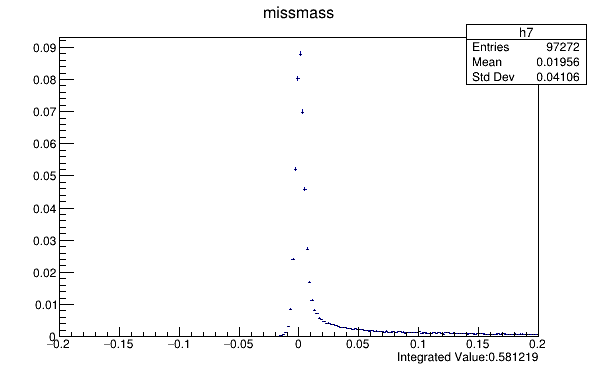 missmass
h7
Entries 97272
Mean 0.01956
Std Dev 0.04106
0.09
0.08
0.07
0.06
0.05
0.04
0.03
0.02
0.01
0
−0.2 −0.15 −0.1 −0.05 0 0.05 0.1 0.15 0.2
Integrated Value:0.581219